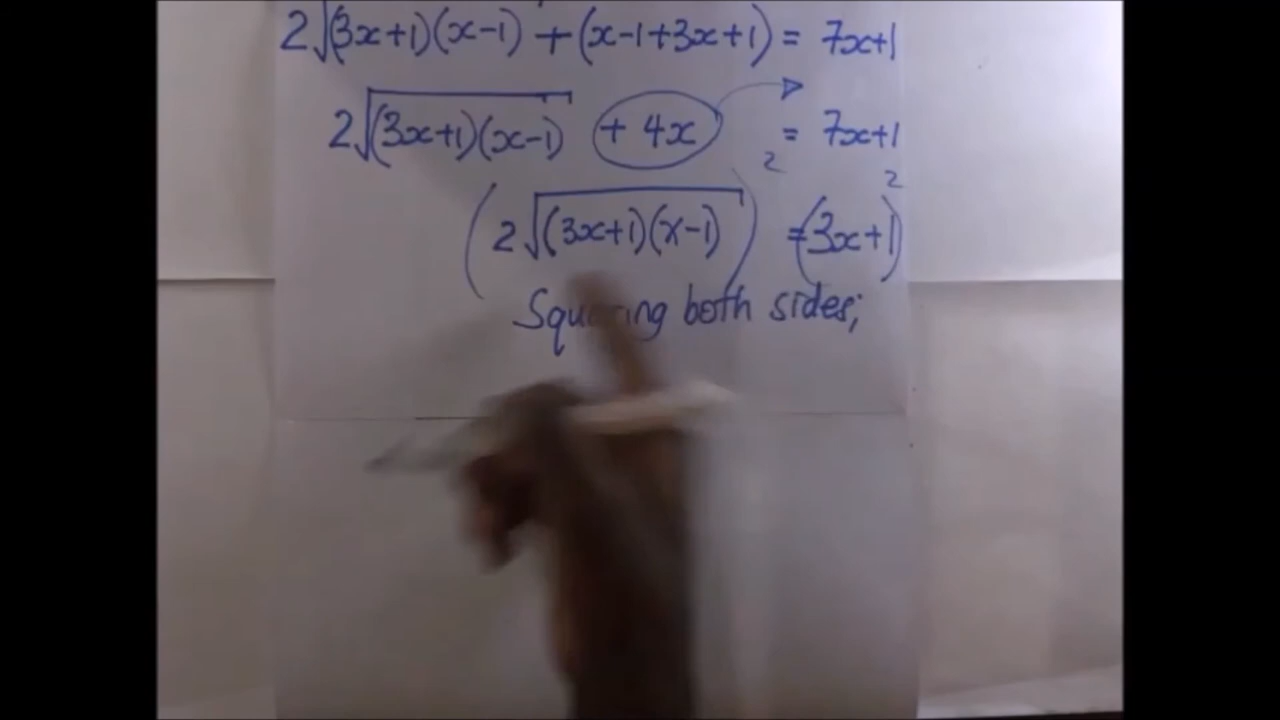 2√(3x+1)(x-1) + (x-1+3x+1) = 7x+1
2√(3x+1)(x-1) + 4x = 7x+1
(2√(3x+1)(x-1))² = (3x+1)²
Squaring both sides;